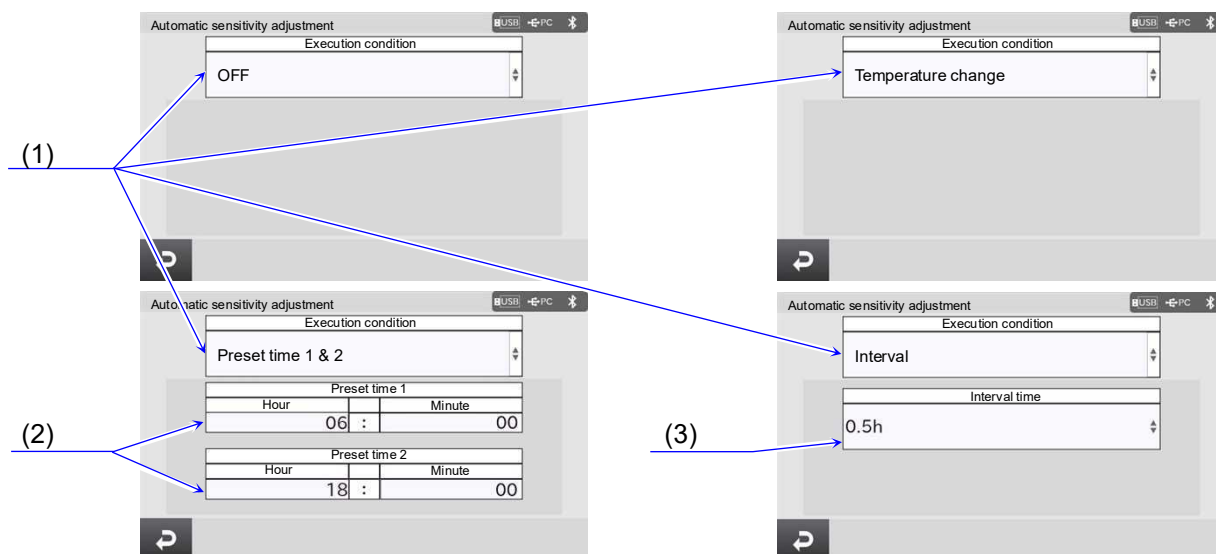 Automatic sensitivity adjustment
USB PC
Execution condition
OFF
Automatic sensitivity adjustment
USB PC
Execution condition
Temperature change
(1)
Automatic sensitivity adjustment
USB PC
Execution condition
Preset time 1 & 2
Preset time 1
Hour Minute
06 : 00
Preset time 2
Hour Minute
18 : 00
(2)
Automatic sensitivity adjustment
USB PC
Execution condition
Interval
Interval time
0.5h
(3)